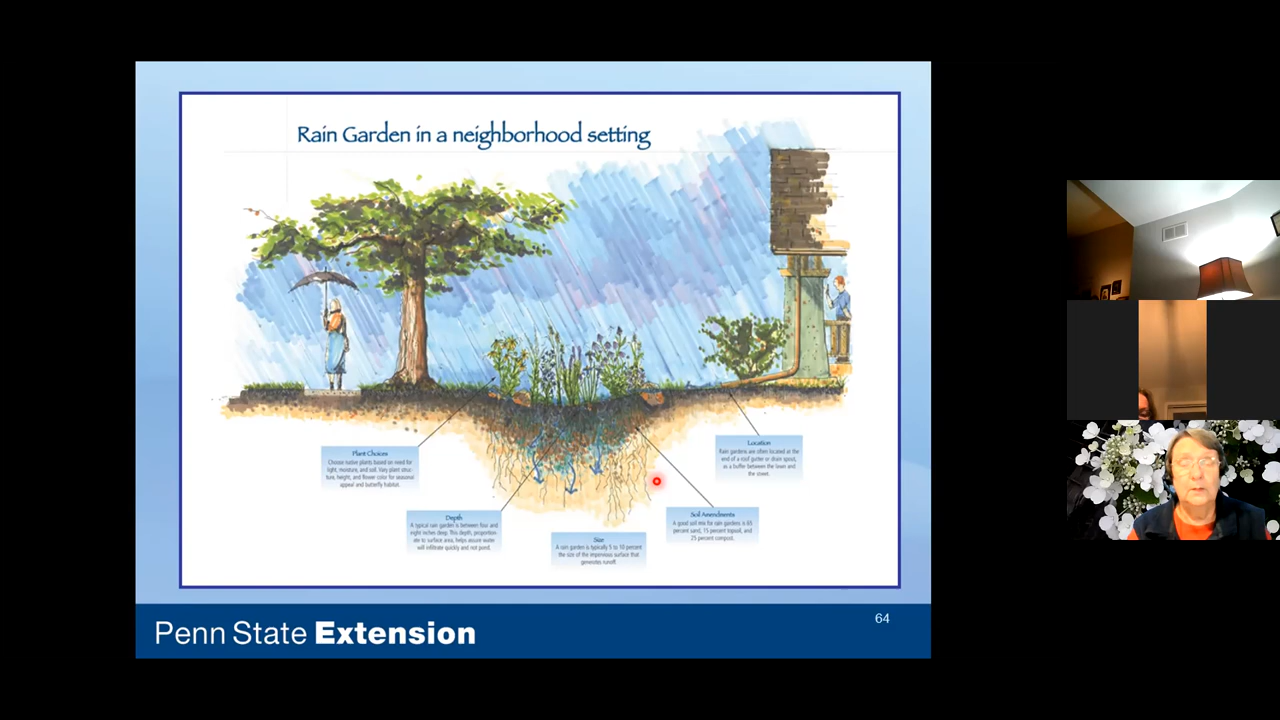 Rain Garden in a neighborhood setting
Plant Choices
Choose native plants based on need for
light, moisture, and soil. Vary plant struc-
ture, height, and flower color for seasonal
appeal and butterfly habitat.
Depth
A typical rain garden is between four and
eight inches deep. This depth, proportion
ate to surface area, helps assure water
will infiltrate quickly and not pond.
Size
A rain garden is typically 5 to 10 percent
the size of the impervious surface that
generates runoff.
Soil Amendments
A good soil mix for rain gardens is
percent sand, 15 percent topsoil, and
25 percent compost.
Location
Rain gardens are often located at the
end of a roof gutter or drain spout,
as a buffer between the lawn and
the street.
Penn State Extension
64